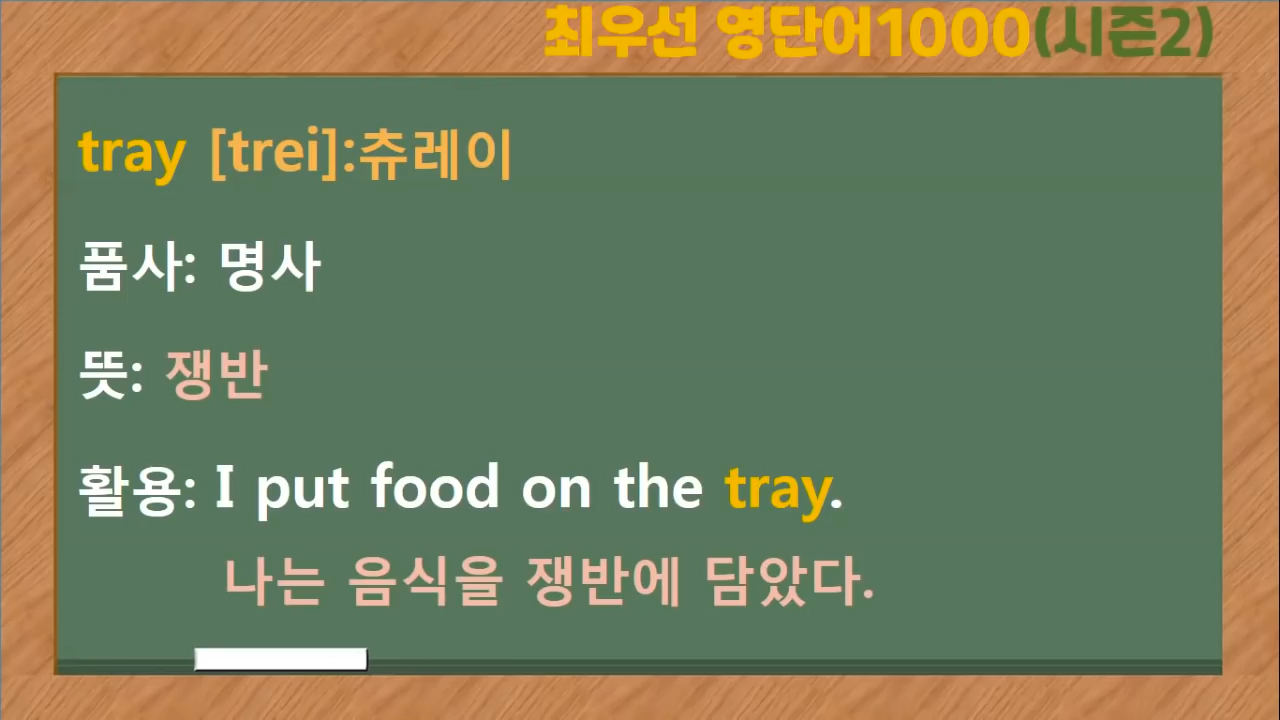 최우선 영단어1000(시즌2)
tray [trei]:츄레이
품사: 명사
뜻: 쟁반
활용: I put food on the tray.
나는 음식을 쟁반에 담았다.